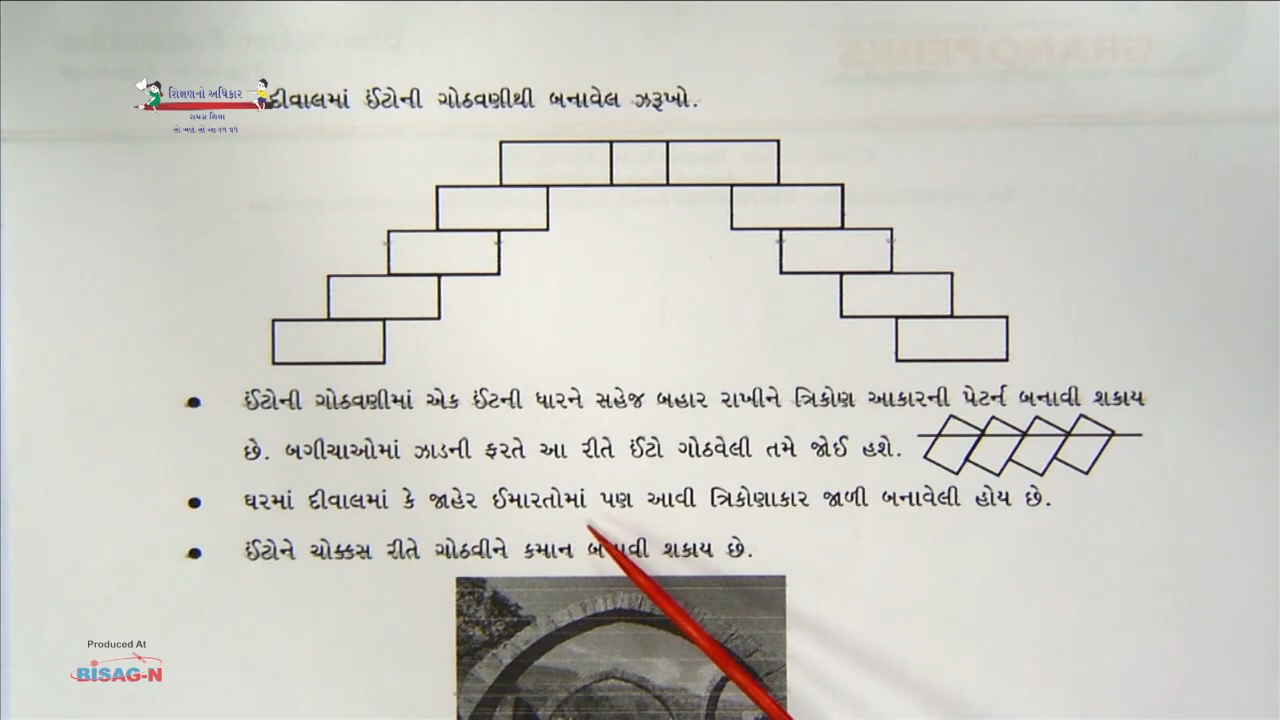 દીવાલમાં ઈંટોની ગોઠવણીથી બનાવેલ ઝરૂખો.
શિક્ષણનો અધિકાર
સમગ્ર શિક્ષા
ઈંટોની ગોઠવણીમાં એક ઈંટની ધારને સહેજ બહાર રાખીને ત્રિકોણ આકારની પેટર્ન બનાવી શકાય
છે. બગીચાઓમાં ઝાડની ફરતે આ રીતે ઈંટો ગોઠવેલી તમે જોઈ હશે.
ઘરમાં દીવાલમાં કે જાહેર ઈમારતોમાં પણ આવી ત્રિકોણાકાર જાળી બનાવેલી હોય છે.
ઈંટોને ચોક્કસ રીતે ગોઠવીને કમાન બનાવી શકાય છે.
Produced At
BISAG-N